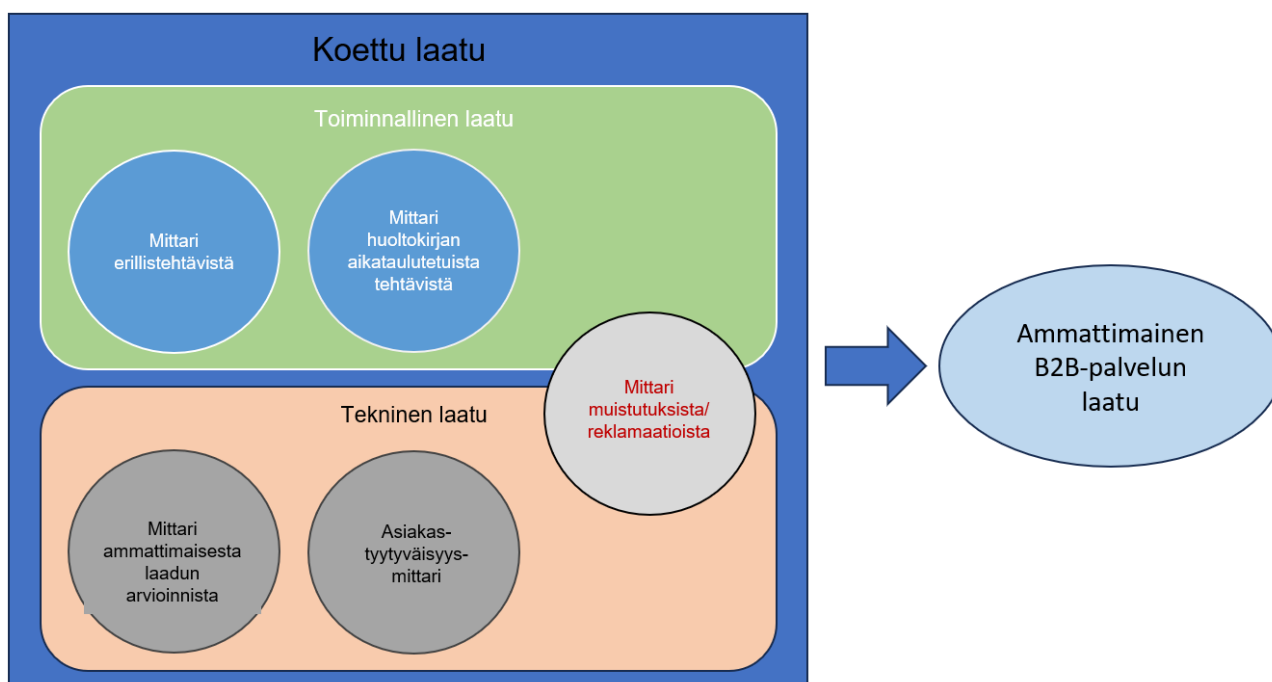 Koettu laatu
Toiminnallinen laatu
Mittari
erillistehtävistä
Mittari
huoltokirjan
aikataulutetuista
tehtävistä
Mittari
muistutuksista/
reklamaatioista
Tekninen laatu
Mittari
ammattimaisesta
laadun
arvioinnista
Asiakas-
tyytyväisyys-
mittari
Ammattimainen
B2B-palvelun
laatu